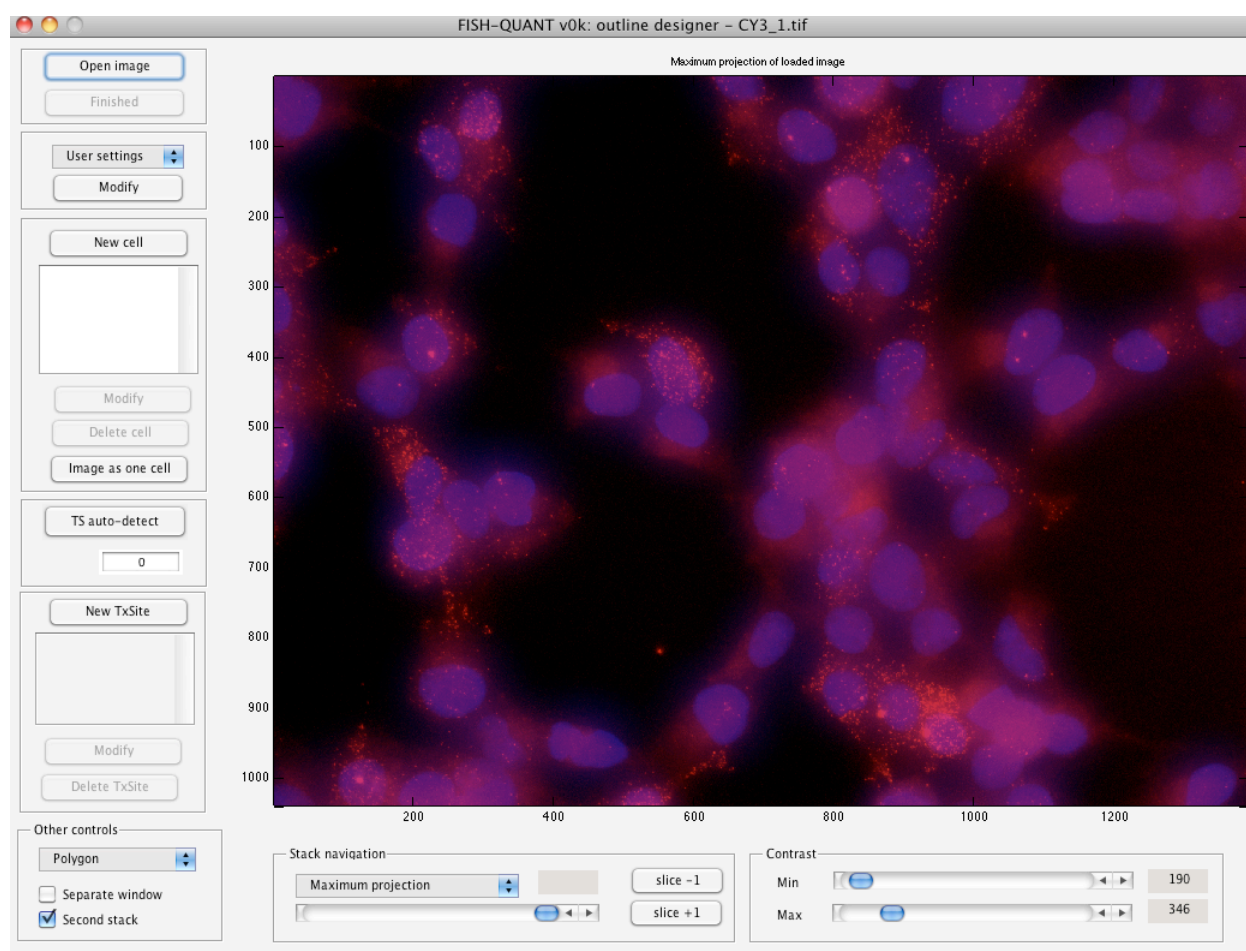 FISH-QUANT v0k: outline designer - CY3_1.tif
Open image
Finished
User settings
Modify
New cell
Modify
Delete cell
Image as one cell
TS auto-detect
0
New TxSite
Modify
Delete TxSite
Other controls
Polygon
Separate window
Second stack
Maximum projection of loaded image
100
200
300
400
500
600
700
800
900
1000
200 400 600 800 1000 1200
Stack navigation
Maximum projection
slice -1
slice +1
Contrast
Min 190
Max 346